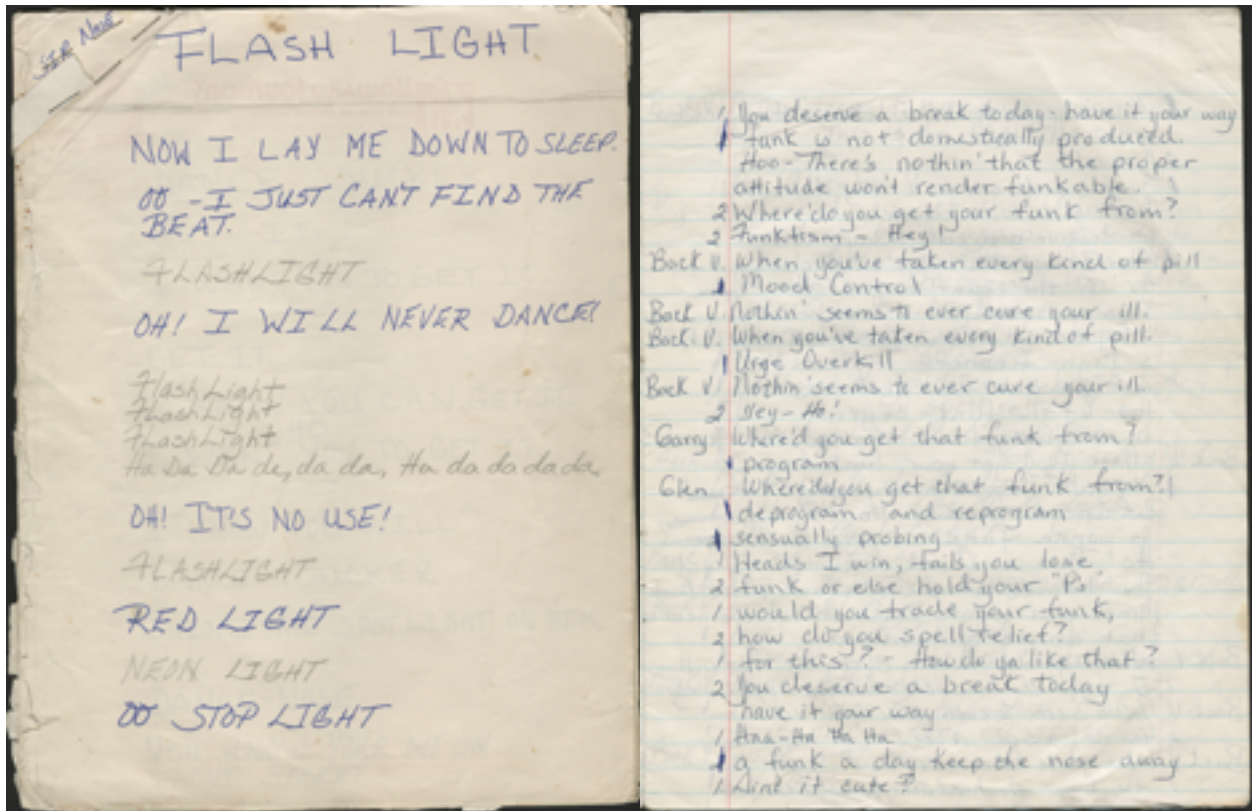 SIR NOSE
FLASH LIGHT
NOW I LAY ME DOWN TO SLEEP.
OO - I JUST CAN'T FIND THE
BEAT.
FLASHLIGHT
OH! I WILL NEVER DANCE!
FlashLight
FlashLight
FlashLight
Ha Da Da de, da da, Ha da da da da
OH! IT'S NO USE!
FLASHLIGHT
RED LIGHT
NEON LIGHT
OO STOP LIGHT
1 You deserve a break today - have it your way
1 funk is not domestically produced.
Hoo - There's nothin' that the proper
attitude won't render funkable.
2 Where'do you get your funk from?
2 Funktism - Hey!
Back V. When you've taken every kind of pill
1 Mood Control
Back V. Nothin' seems to ever cure your ill.
Back V. When you've taken every kind of pill.
1 Urge Overkill
Back V. Nothin' seems to ever cure your ill.
2 Hey - Ho!
Garry Where'd you get that funk from?
program
Glen Where'd you get that funk from?
1 deprogram and reprogram
1 sensually probing
1 Heads I win, tails you lose
2 funk or else hold your "P's"
1 would you trade your funk,
2 how do you spell relief?
1 for this? - How do ya like that?
2 You deserve a break today
have it your way
1 Haa-Ha Ha Ha
1 a funk a day keep the nose away
1 Aint it cute?